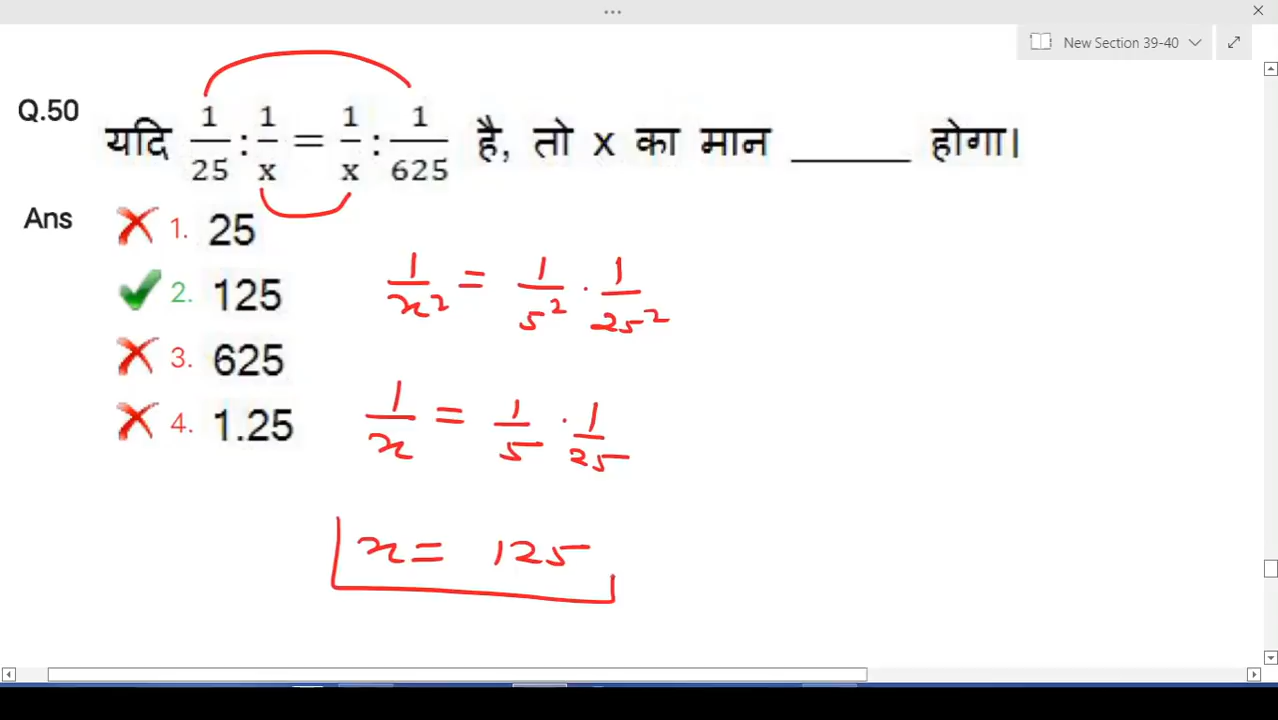 New Section 39-40
Q.50 यदि 1/25 : 1/x = 1/x : 1/625 है, तो x का मान ______ होगा।
Ans
1. 25
2. 125
3. 625
4. 1.25
1/x² = 1/5² · 1/25²
1/x = 1/5 · 1/25
x = 125